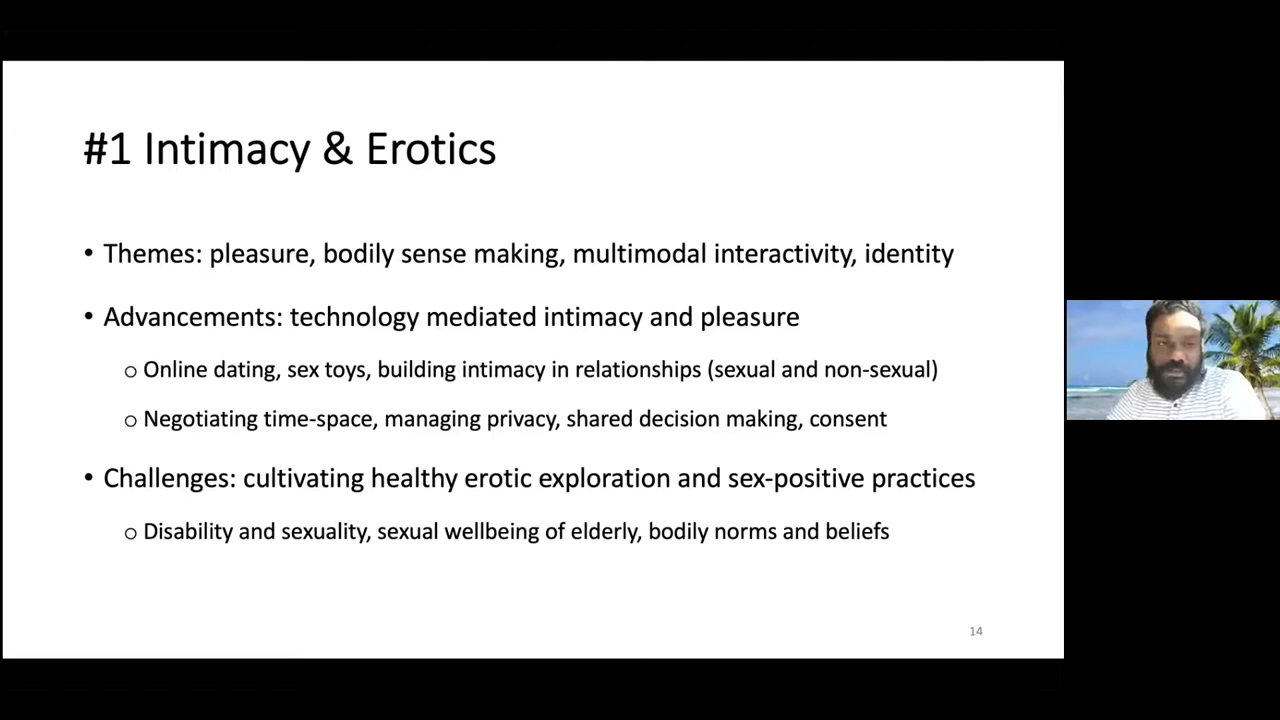 #1 Intimacy & Erotics
• Themes: pleasure, bodily sense making, multimodal interactivity, identity
• Advancements: technology mediated intimacy and pleasure
o Online dating, sex toys, building intimacy in relationships (sexual and non-sexual)
o Negotiating time-space, managing privacy, shared decision making, consent
• Challenges: cultivating healthy erotic exploration and sex-positive practices
o Disability and sexuality, sexual wellbeing of elderly, bodily norms and beliefs
14